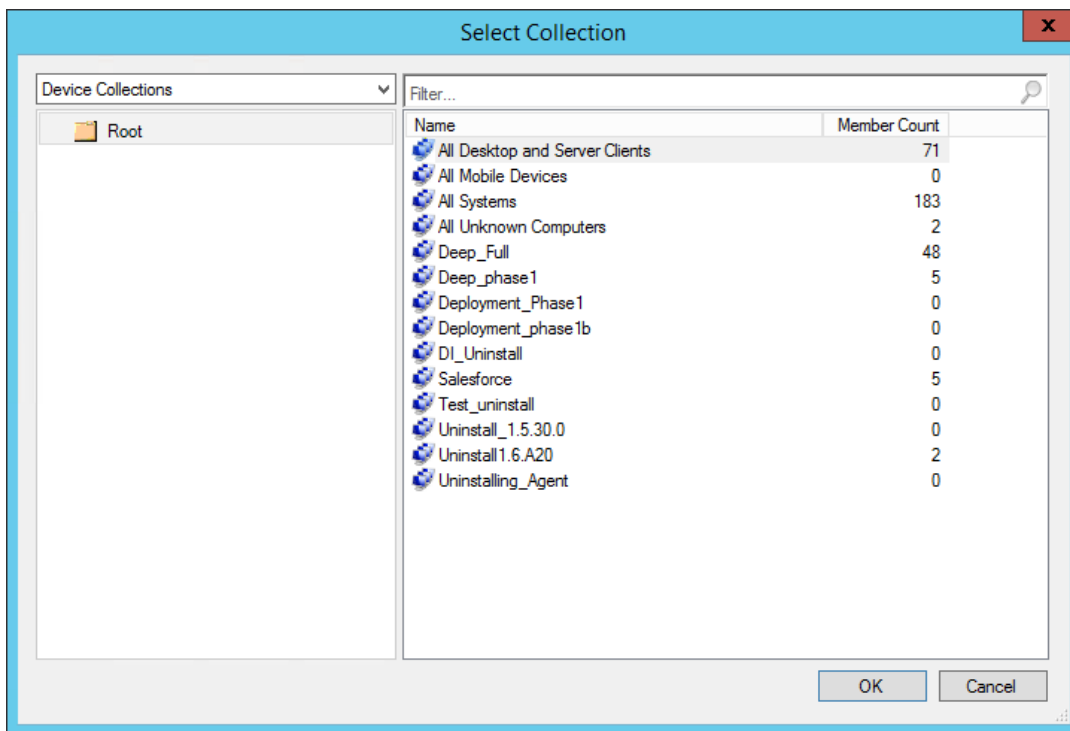 Select Collection
x
Device Collections
Filter...
Root
Name Member Count
All Desktop and Server Clients 71
All Mobile Devices 0
All Systems 183
All Unknown Computers 2
Deep_Full 48
Deep_phase1 5
Deployment_Phase1 0
Deployment_phase1b 0
DI_Uninstall 0
Salesforce 5
Test_uninstall 0
Uninstall_1.5.30.0 0
Uninstall1.6.A20 2
Uninstalling_Agent 0
OK Cancel